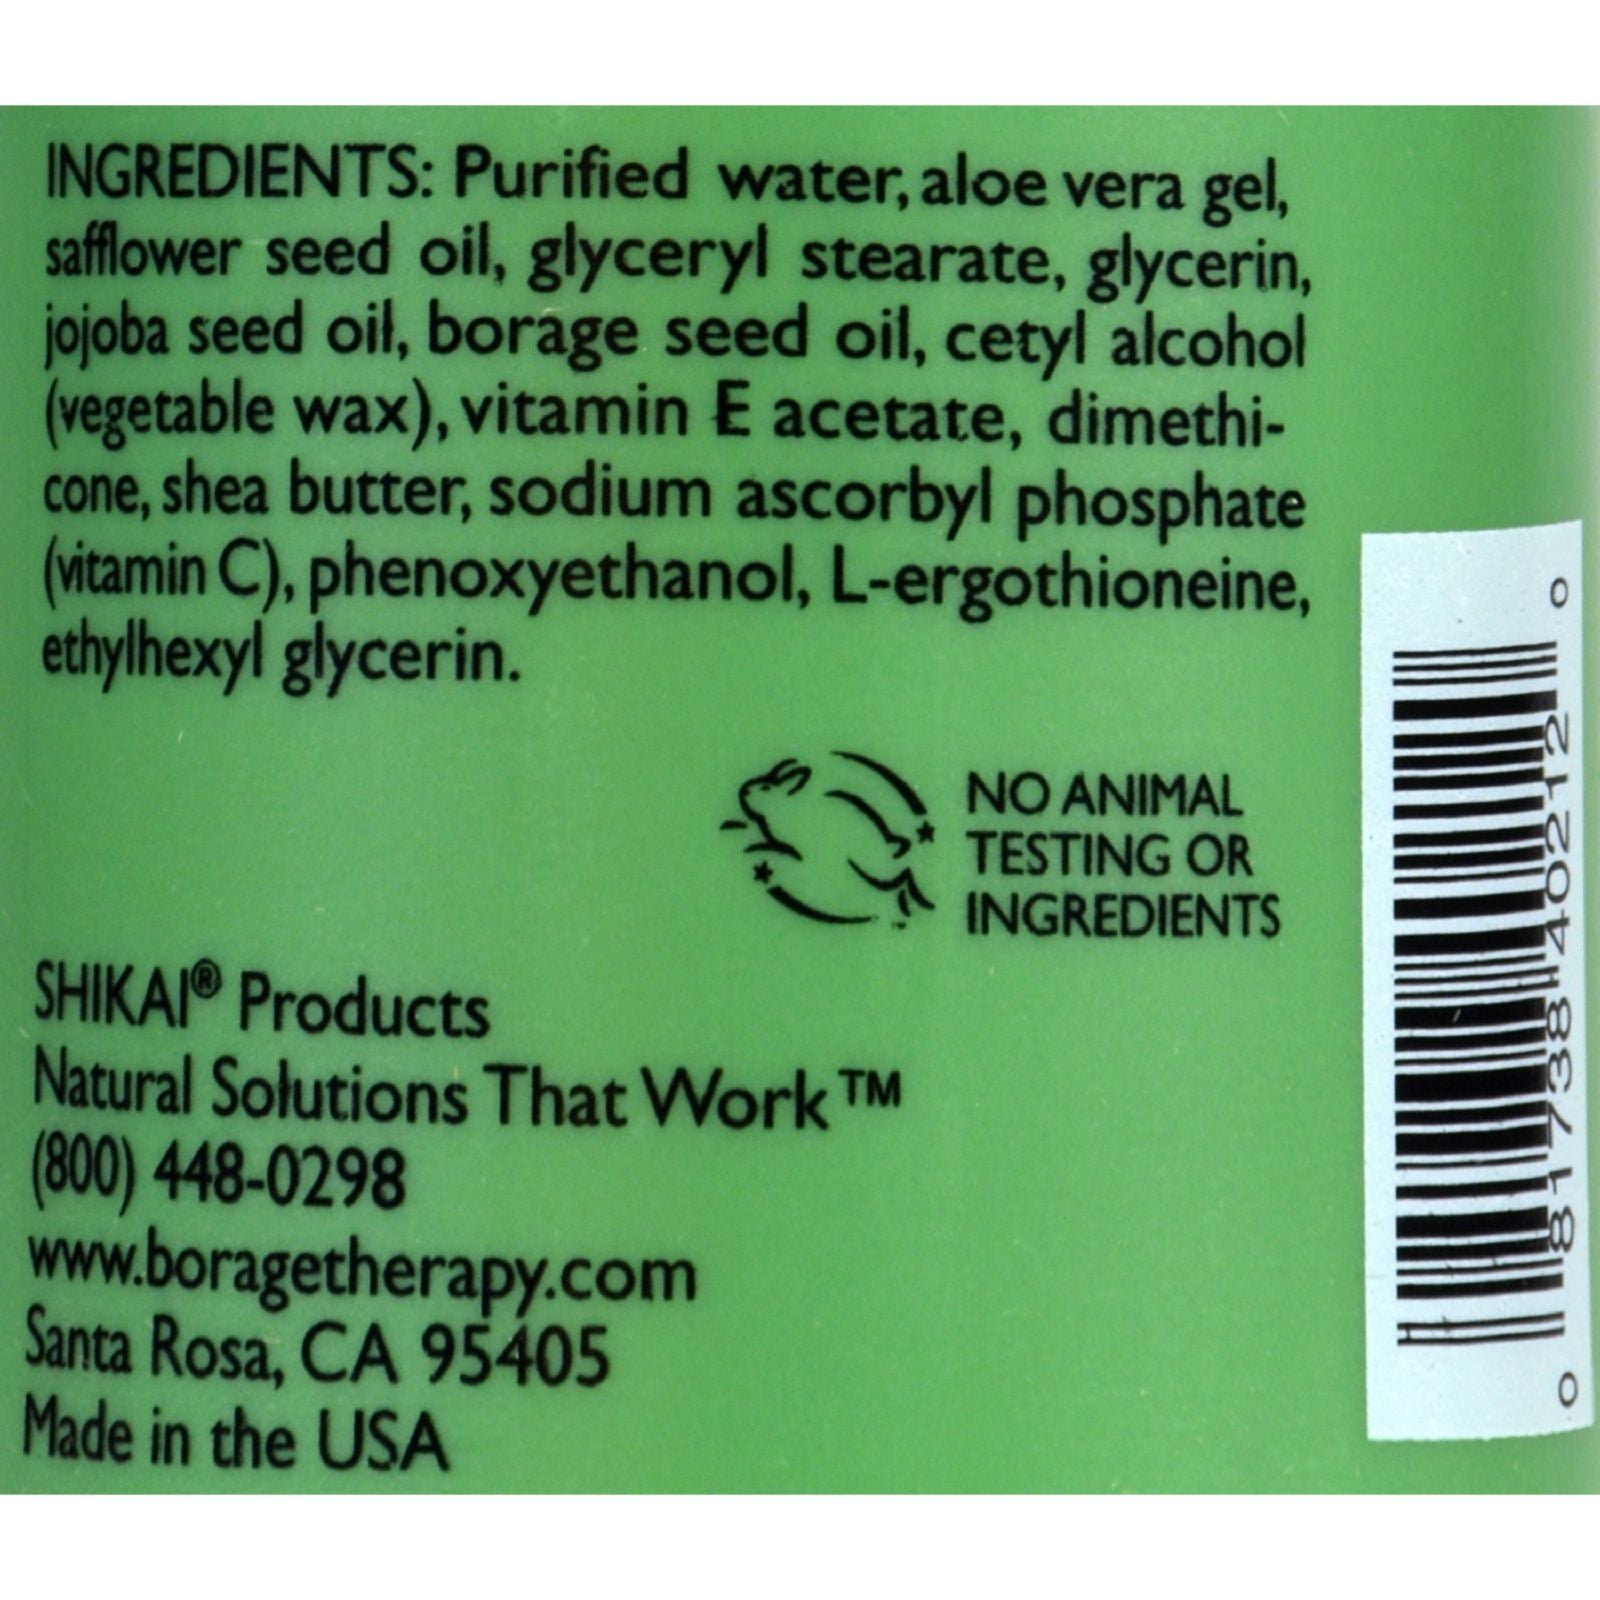 INGREDIENTS: Purified water, aloe vera gel,
safflower seed oil, glyceryl stearate, glycerin,
jojoba seed oil, borage seed oil, cetyl alcohol
(vegetable wax), vitamin E acetate, dimethi-
cone, shea butter, sodium ascorbyl phosphate
(vitamin C), phenoxyethanol, L-ergothioneine,
ethylhexyl glycerin.
NO ANIMAL
TESTING OR
INGREDIENTS
SHIKAI® Products
Natural Solutions That Work™
(800) 448-0298
www.boragetherapy.com
Santa Rosa, CA 95405
Made in the USA
0 81738 40212 0